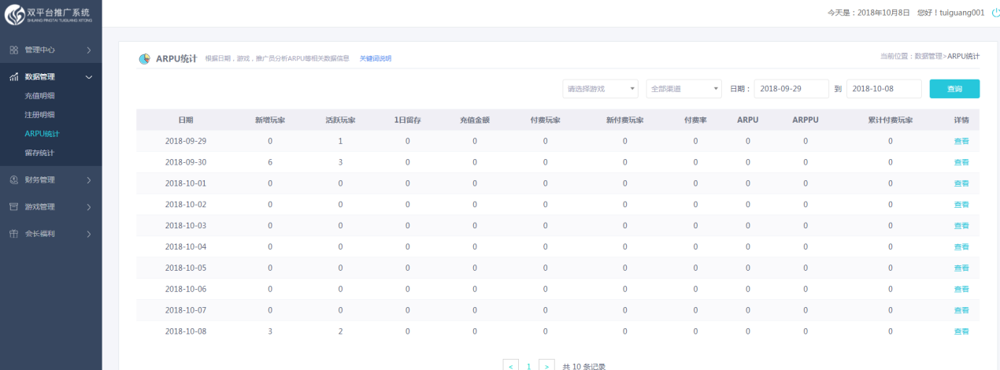 双平台推广系统
SHUANG PINGTAI TUIGUANG XITONG
今天是：2018年10月8日 您好！tuiguang001
管理中心
数据管理
充值明细
注册明细
ARPU统计
留存统计
财务管理
游戏管理
会长福利
ARPU统计 根据日期，游戏，推广员分析ARPU等相关数据信息 关键词说明
当前位置：数据管理>ARPU统计
请选择游戏 全部渠道 日期： 2018-09-29 到 2018-10-08 查询
日期 新增玩家 活跃玩家 1日留存 充值金额 付费玩家 新付费玩家 付费率 ARPU ARPPU 累计付费玩家 详情
2018-09-29 0 1 0 0 0 0 0 0 0 0 查看
2018-09-30 6 3 0 0 0 0 0 0 0 0 查看
2018-10-01 0 0 0 0 0 0 0 0 0 0 查看
2018-10-02 0 0 0 0 0 0 0 0 0 0 查看
2018-10-03 0 0 0 0 0 0 0 0 0 0 查看
2018-10-04 0 0 0 0 0 0 0 0 0 0 查看
2018-10-05 0 0 0 0 0 0 0 0 0 0 查看
2018-10-06 0 0 0 0 0 0 0 0 0 0 查看
2018-10-07 0 0 0 0 0 0 0 0 0 0 查看
2018-10-08 3 2 0 0 0 0 0 0 0 0 查看
< 1 > 共 10 条记录